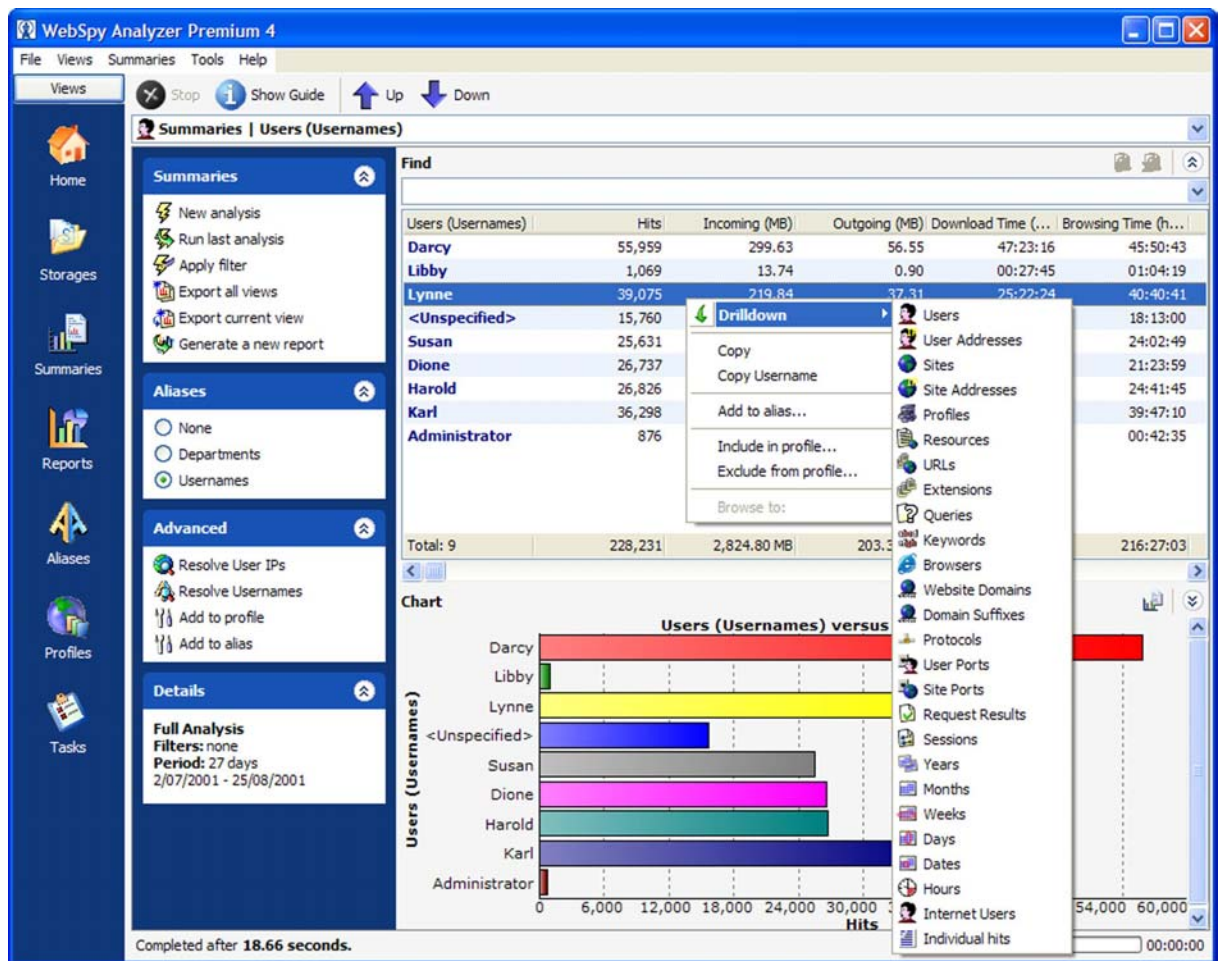 WebSpy Analyzer Premium 4
File Views Summaries Tools Help
Views
Stop Show Guide Up Down
Summaries | Users (Usernames)
Home
Storages
Summaries
Reports
Aliases
Profiles
Tasks
Summaries
New analysis
Run last analysis
Apply filter
Export all views
Export current view
Generate a new report
Aliases
None
Departments
Usernames
Advanced
Resolve User IPs
Resolve Usernames
Add to profile
Add to alias
Details
Full Analysis
Filters: none
Period: 27 days
2/07/2001 - 25/08/2001
Find
Users (Usernames) Hits Incoming (MB) Outgoing (MB) Download Time (... Browsing Time (h...
Darcy 55,959 299.63 56.55 47:23:16 45:50:43
Libby 1,069 13.74 0.90 00:27:45 01:04:19
Lynne 39,075 219.84 37.31 25:22:24 40:40:41
<Unspecified> 15,760 18:13:00
Susan 25,631 24:02:49
Dione 26,737 21:23:59
Harold 26,826 24:41:45
Karl 36,298 39:47:10
Administrator 876 00:42:35
Total: 9 228,231 2,824.80 MB 203.3 216:27:03
Drilldown
Copy
Copy Username
Add to alias...
Include in profile...
Exclude from profile...
Browse to:
Users
User Addresses
Sites
Site Addresses
Profiles
Resources
URLs
Extensions
Queries
Keywords
Browsers
Website Domains
Domain Suffixes
Protocols
User Ports
Site Ports
Request Results
Sessions
Years
Months
Weeks
Days
Dates
Hours
Internet Users
Individual hits
Chart
Users (Usernames) versus
Users (Usernames)
Darcy
Libby
Lynne
<Unspecified>
Susan
Dione
Harold
Karl
Administrator
0 6,000 12,000 18,000 24,000 30,000 54,000 60,000
Hits
Completed after 18.66 seconds.
00:00:00